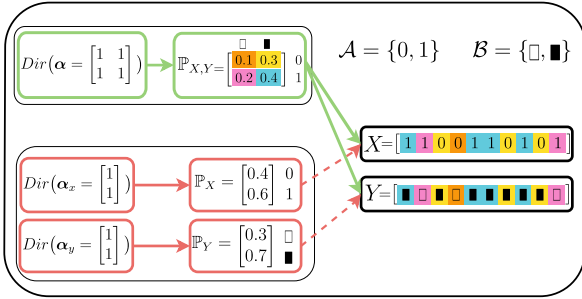 □ ■
Dir(α = [1 1 1 1]) ℙ_{X,Y} = [0.1 0.3 0.2 0.4] 0 1
𝒜 = {0, 1} ℬ = {□, ■}
X=[1 1 0 0 1 1 0 1 0 1]
Dir(α_x = [1 1]) ℙ_X = [0.4 0.6] 0 1
Y=[■ □ ■ □ ■ ■ ■ ■ ■ □]
Dir(α_y = [1 1]) ℙ_Y = [0.3 0.7] □ ■